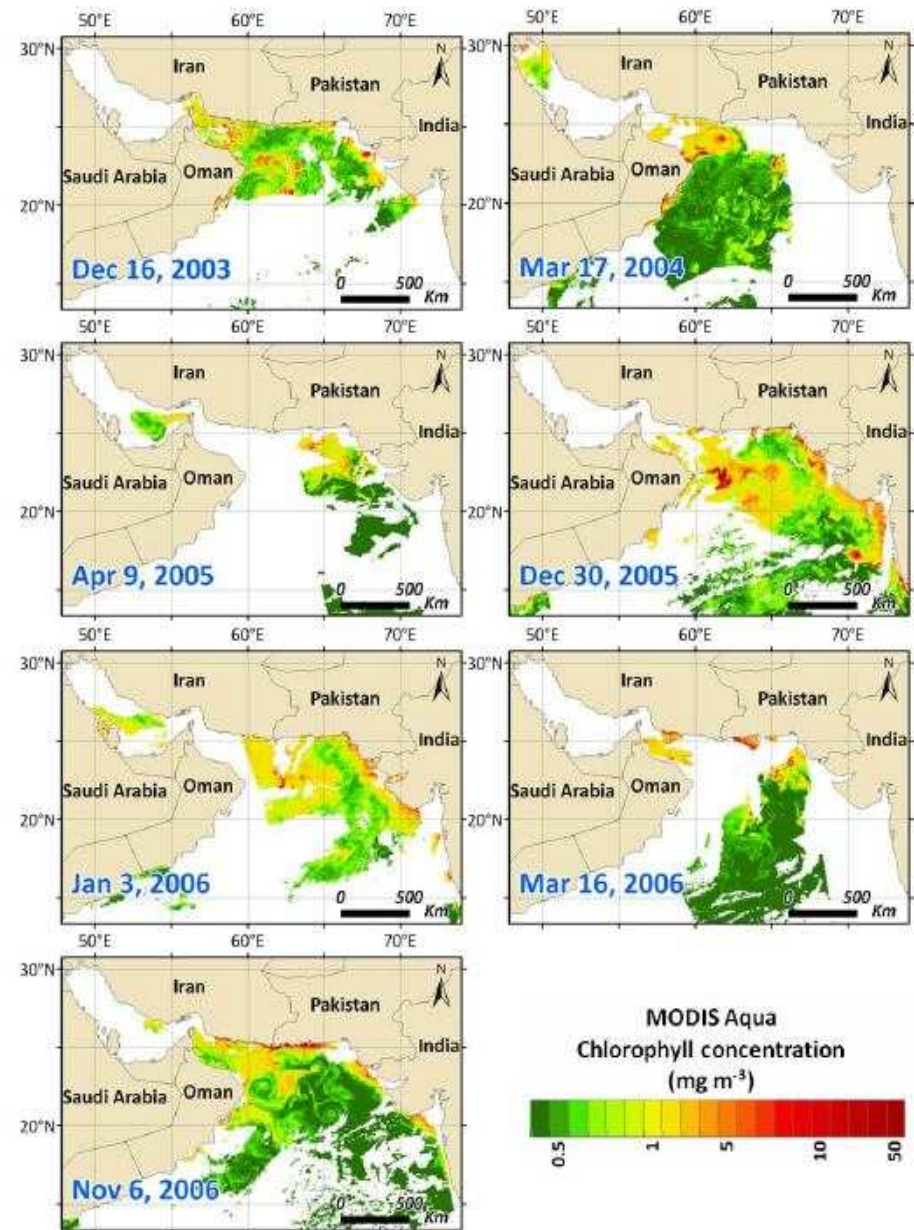 50°E 60°E 70°E
50°E 60°E 70°E
30°N
20°N
Iran
Pakistan
India
Saudi Arabia
Oman
N
Dec 16, 2003
0 500
Km
30°N
20°N
Iran
Pakistan
India
Saudi Arabia
Oman
N
Mar 17, 2004
0 500
Km
50°E 60°E 70°E
50°E 60°E 70°E
30°N
20°N
Iran
Pakistan
India
Saudi Arabia
Oman
N
Apr 9, 2005
0 500
Km
30°N
20°N
Iran
Pakistan
India
Saudi Arabia
Oman
N
Dec 30, 2005
0 500
Km
50°E 60°E 70°E
50°E 60°E 70°E
30°N
20°N
Iran
Pakistan
India
Saudi Arabia
Oman
N
Jan 3, 2006
0 500
Km
30°N
20°N
Iran
Pakistan
India
Saudi Arabia
Oman
N
Mar 16, 2006
0 500
Km
50°E 60°E 70°E
30°N
20°N
Iran
Pakistan
India
Saudi Arabia
Oman
N
Nov 6, 2006
0 500
Km
MODIS Aqua
Chlorophyll concentration
(mg m⁻³)
0.5 1 5 10 50